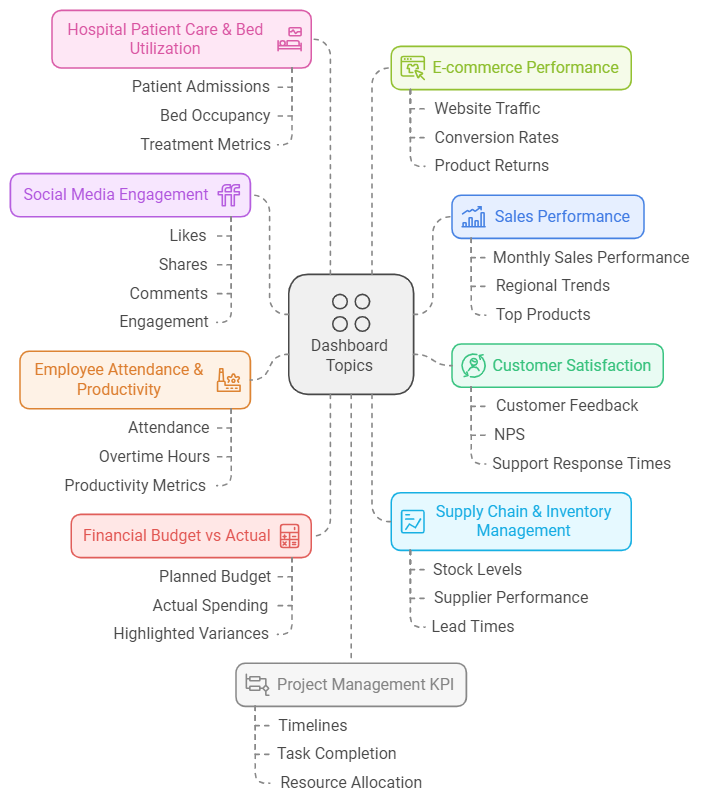 Hospital Patient Care & Bed
Utilization
Patient Admissions
Bed Occupancy
Treatment Metrics
E-commerce Performance
Website Traffic
Conversion Rates
Product Returns
Social Media Engagement
Likes
Shares
Comments
Engagement
Sales Performance
Monthly Sales Performance
Regional Trends
Top Products
Dashboard
Topics
Employee Attendance &
Productivity
Attendance
Overtime Hours
Productivity Metrics
Customer Satisfaction
Customer Feedback
NPS
Support Response Times
Financial Budget vs Actual
Planned Budget
Actual Spending
Highlighted Variances
Supply Chain & Inventory
Management
Stock Levels
Supplier Performance
Lead Times
Project Management KPI
Timelines
Task Completion
Resource Allocation